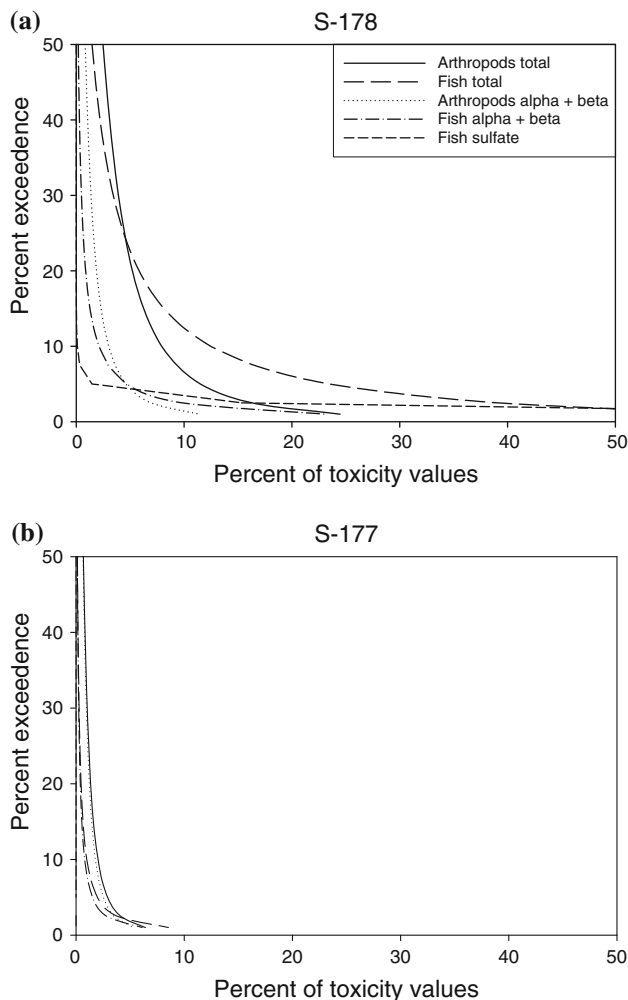 (a)
S-178
50
40
30
20
10
0
Percent exceedence
Arthropods total
Fish total
Arthropods alpha + beta
Fish alpha + beta
Fish sulfate
0 10 20 30 40 50
Percent of toxicity values
(b)
S-177
50
40
30
20
10
0
Percent exceedence
0 10 20 30 40 50
Percent of toxicity values